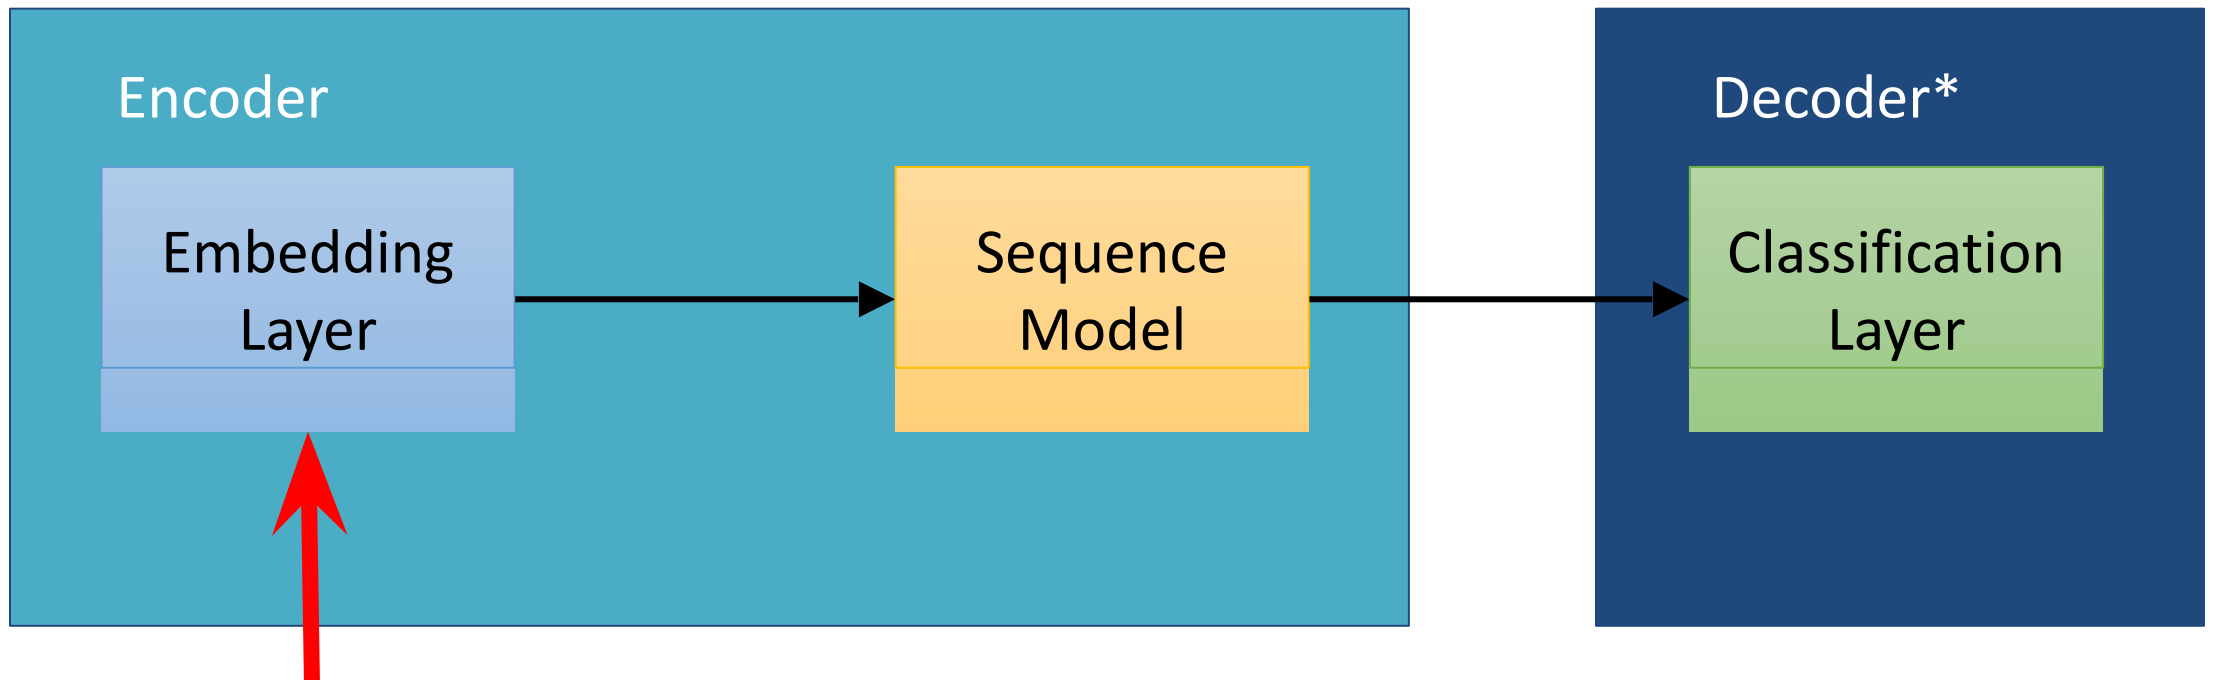 Encoder
Decoder*
Embedding
Layer
Sequence
Model
Classification
Layer